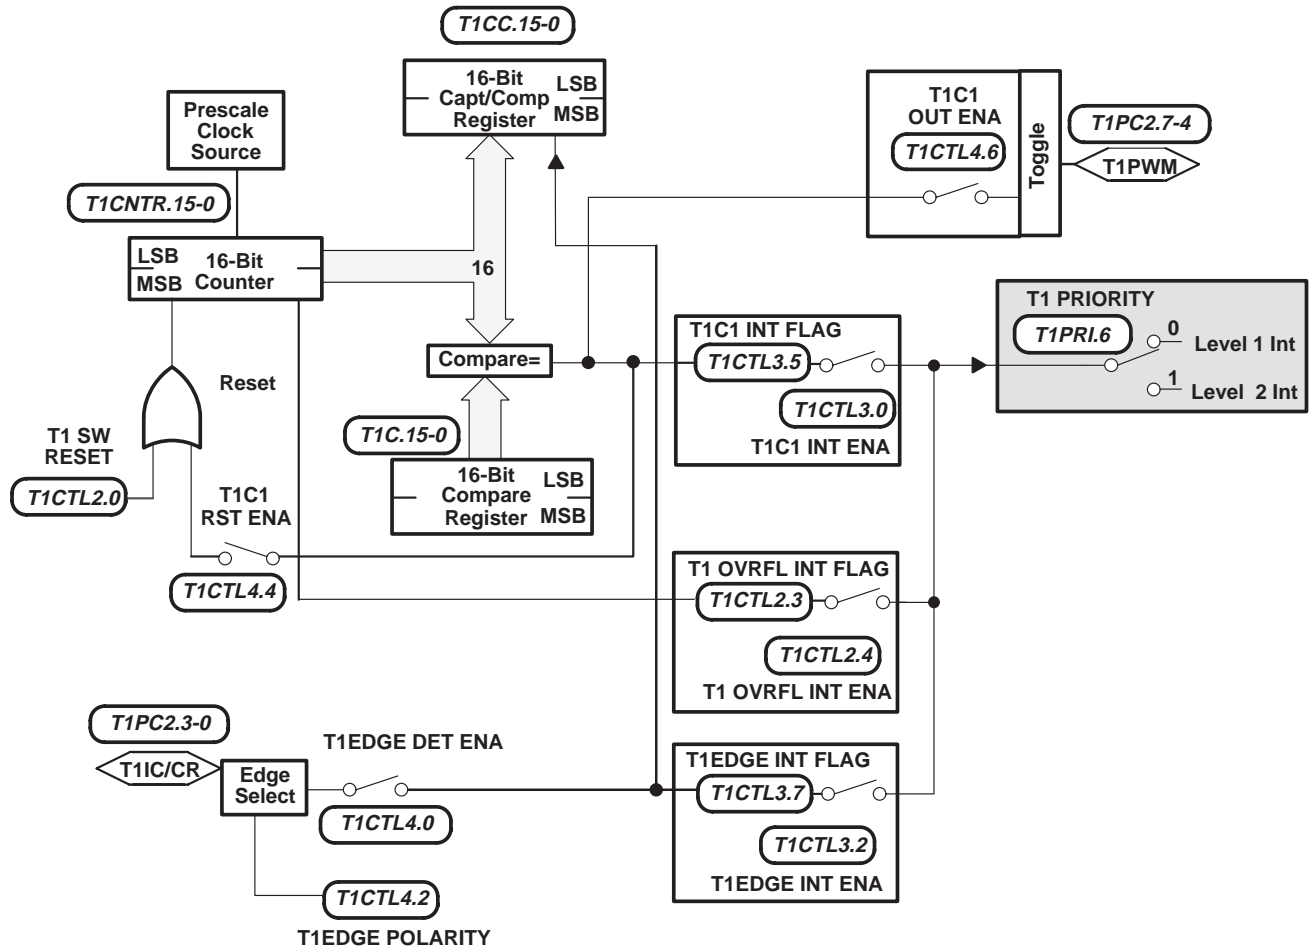 T1CC.15-0
16-Bit
Capt/Comp
Register
LSB
MSB
Prescale
Clock
Source
T1CNTR.15-0
LSB
MSB
16-Bit
Counter
16
T1C1
OUT ENA
T1CTL4.6
Toggle
T1PC2.7-4
T1PWM
Compare=
T1C1 INT FLAG
T1CTL3.5
T1CTL3.0
T1C1 INT ENA
T1 PRIORITY
T1PRI.6
0
Level 1 Int
1
Level 2 Int
Reset
T1 SW
RESET
T1CTL2.0
T1C1
RST ENA
T1CTL4.4
T1C.15-0
16-Bit
Compare
Register
LSB
MSB
T1 OVRFL INT FLAG
T1CTL2.3
T1CTL2.4
T1 OVRFL INT ENA
T1PC2.3-0
T1IC/CR
Edge
Select
T1EDGE DET ENA
T1CTL4.0
T1CTL4.2
T1EDGE POLARITY
T1EDGE INT FLAG
T1CTL3.7
T1CTL3.2
T1EDGE INT ENA